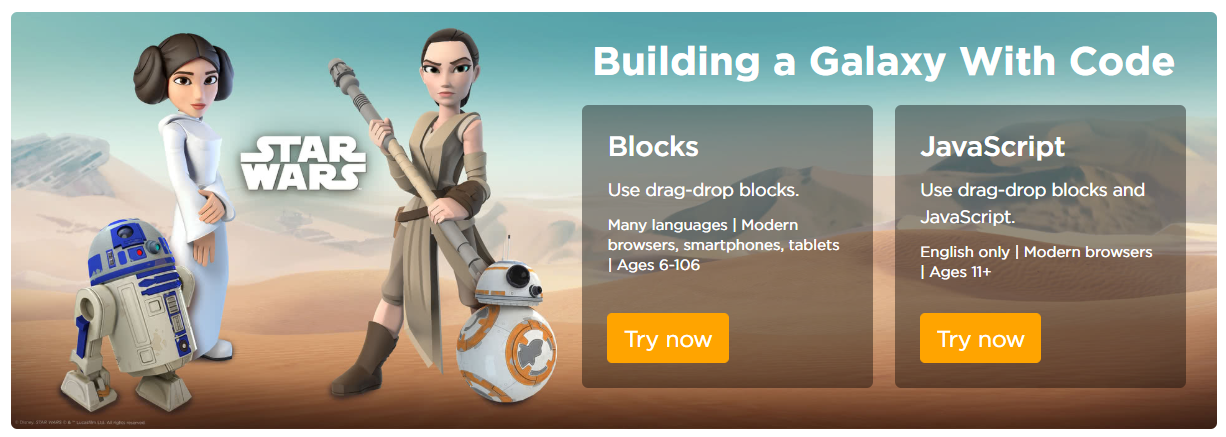 Building a Galaxy With Code
STAR
WARS
Blocks
Use drag-drop blocks.
Many languages | Modern
browsers, smartphones, tablets
| Ages 6-106
Try now
JavaScript
Use drag-drop blocks and
JavaScript.
English only | Modern browsers
| Ages 11+
Try now